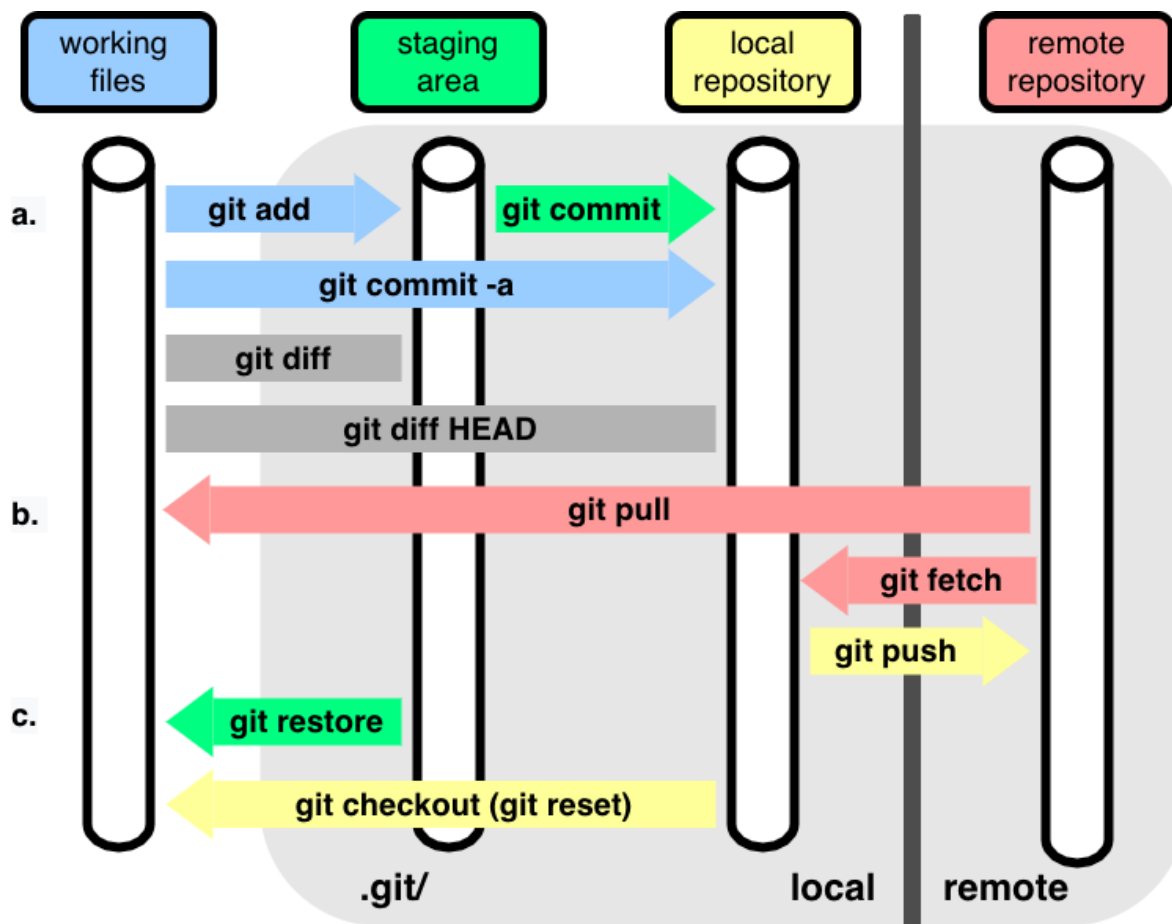 working
files
staging
area
local
repository
remote
repository
a.
git add
git commit
git commit -a
git diff
git diff HEAD
b.
git pull
git fetch
git push
c.
git restore
git checkout (git reset)
.git/
local
remote